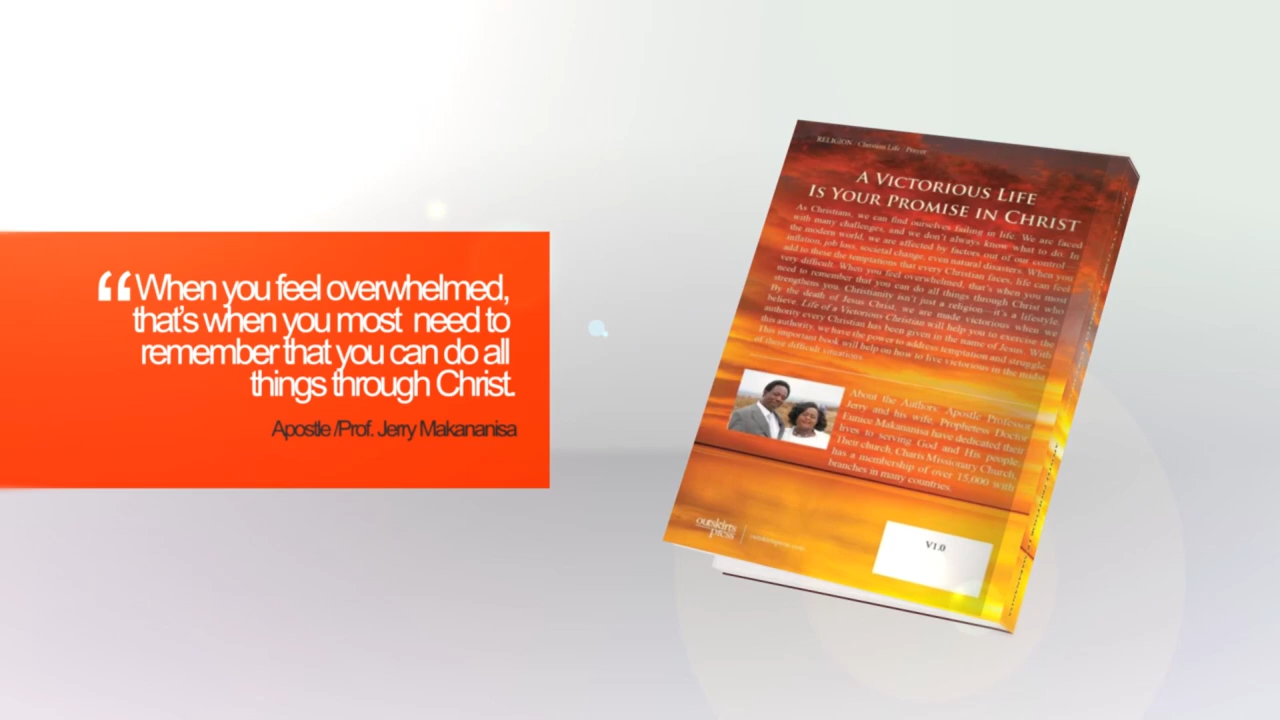 “When you feel overwhelmed,
that's when you most need to
remember that you can do all
things through Christ.
Apostle /Prof. Jerry Makananisa
RELIGION / Christian Life / Prayer
A VICTORIOUS LIFE
IS YOUR PROMISE IN CHRIST
As Christians, we can find ourselves failing in life. We are faced
with many challenges, and we don't always know what to do. In
the modern world, we are affected by factors out of our control—
inflation, job loss, societal change, even natural disasters. When you
add to these the temptations that every Christian faces, life can feel
very difficult. When you feel overwhelmed, that's when you most
need to remember that you can do all things through Christ who
strengthens you. Christianity isn't just a religion—it's a lifestyle.
By the death of Jesus Christ, we are made victorious when we
believe. Life of a Victorious Christian will help you to exercise the
authority every Christian has been given in the name of Jesus. With
this authority, we have the power to address temptation and struggle.
This important book will help on how to live victorious in the midst
of these difficult situations.
About the Authors: Apostle Professor
Jerry and his wife, Prophetess Doctor
Eunice Makananisa have dedicated their
lives to serving God and His people.
Their church, Charis Missionary Church,
has a membership of over 15,000 with
branches in many countries.
outskirts
press
outskirtspress.com
V1.0